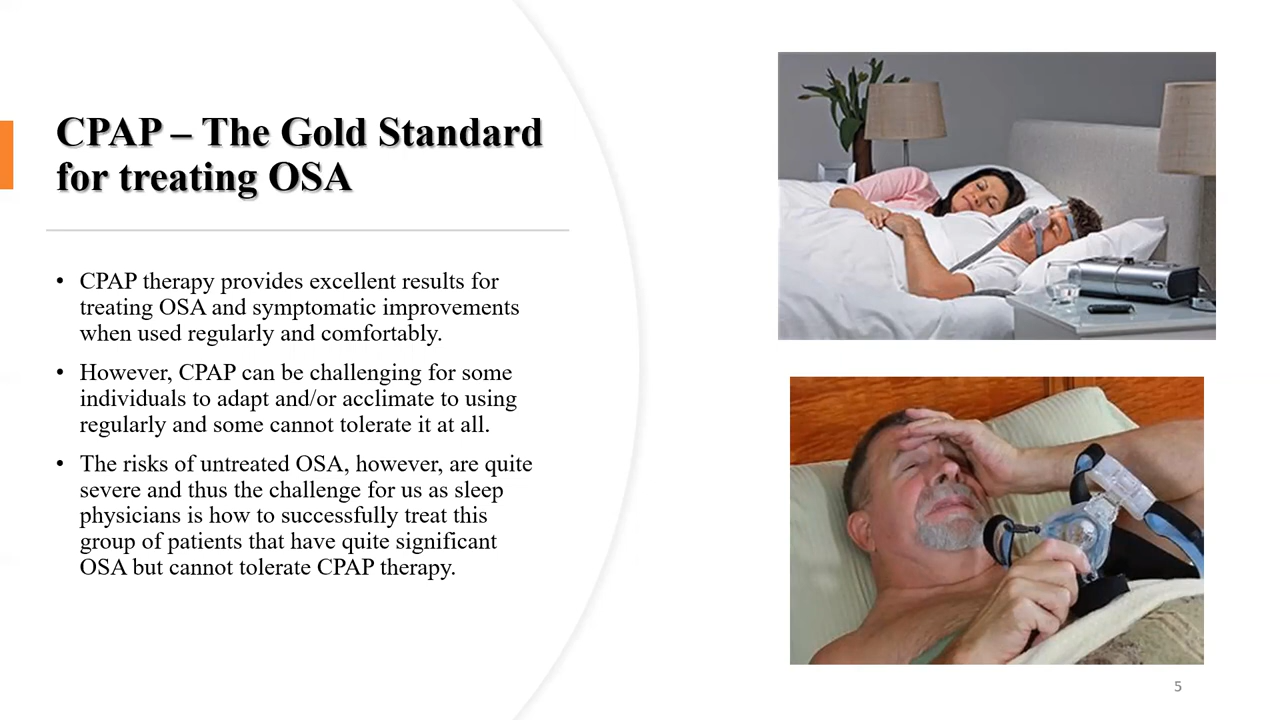 CPAP – The Gold Standard
for treating OSA
• CPAP therapy provides excellent results for
treating OSA and symptomatic improvements
when used regularly and comfortably.
• However, CPAP can be challenging for some
individuals to adapt and/or acclimate to using
regularly and some cannot tolerate it at all.
• The risks of untreated OSA, however, are quite
severe and thus the challenge for us as sleep
physicians is how to successfully treat this
group of patients that have quite significant
OSA but cannot tolerate CPAP therapy.
5